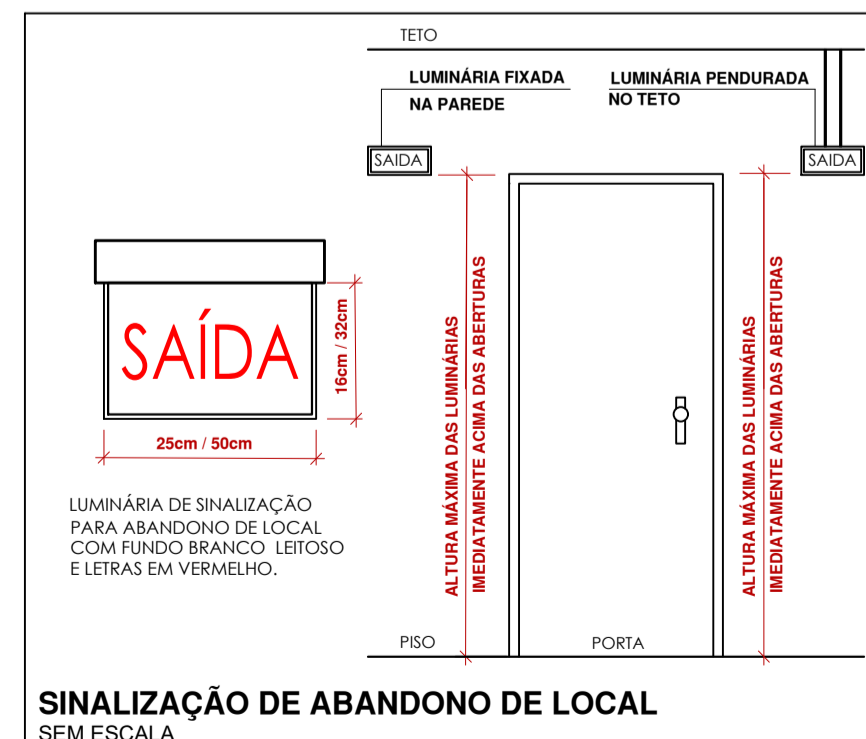 TETO
LUMINÁRIA FIXADA
NA PAREDE
LUMINÁRIA PENDURADA
NO TETO
SAIDA
SAIDA
SAÍDA
16cm / 32cm
25cm / 50cm
LUMINÁRIA DE SINALIZAÇÃO
PARA ABANDONO DE LOCAL
COM FUNDO BRANCO LEITOSO
E LETRAS EM VERMELHO.
ALTURA MÁXIMA DAS LUMINÁRIAS
IMEDIATAMENTE ACIMA DAS ABERTURAS
ALTURA MÁXIMA DAS LUMINÁRIAS
IMEDIATAMENTE ACIMA DAS ABERTURAS
PISO
PORTA
SINALIZAÇÃO DE ABANDONO DE LOCAL
SEM ESCALA